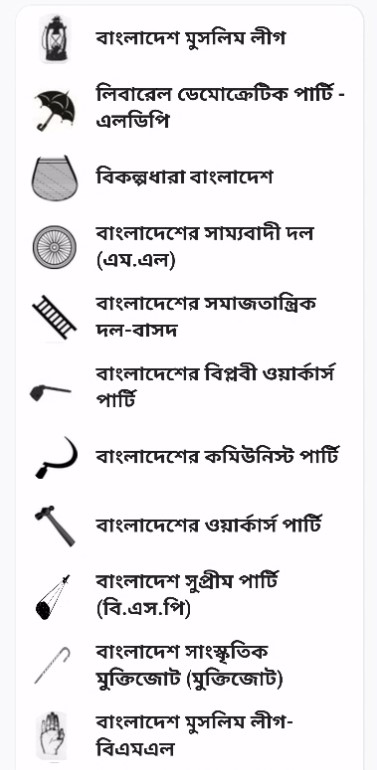 বাংলাদেশ মুসলিম লীগ
লিবারেল ডেমোক্রেটিক পার্টি -
এলডিপি
বিকল্পধারা বাংলাদেশ
বাংলাদেশের সাম্যবাদী দল
(এম.এল)
বাংলাদেশের সমাজতান্ত্রিক
দল-বাসদ
বাংলাদেশের বিপ্লবী ওয়ার্কার্স
পার্টি
বাংলাদেশের কমিউনিস্ট পার্টি
বাংলাদেশের ওয়ার্কার্স পার্টি
বাংলাদেশ সুপ্রীম পার্টি
(বি.এস.পি)
বাংলাদেশ সাংস্কৃতিক
মুক্তিজোট (মুক্তিজোট)
বাংলাদেশ মুসলিম লীগ-
বিএমএল